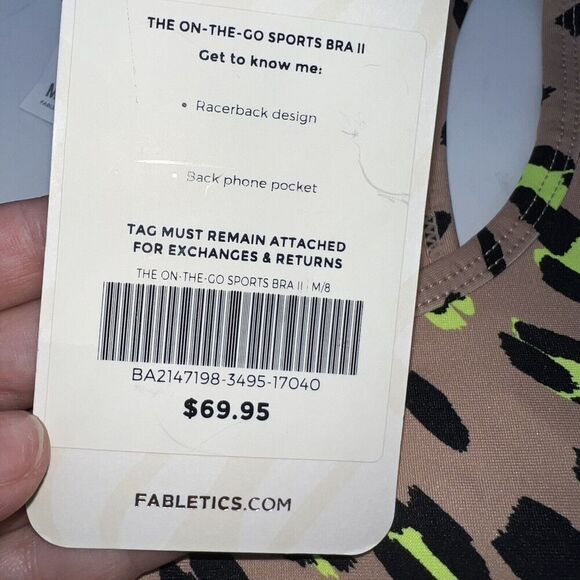 THE ON-THE-GO SPORTS BRA II
Get to know me:
• Racerback design
• Back phone pocket
TAG MUST REMAIN ATTACHED
FOR EXCHANGES & RETURNS
THE ON-THE-GO SPORTS BRA II M/8
BA2147198-3495-17040
$69.95
FABLETICS.COM